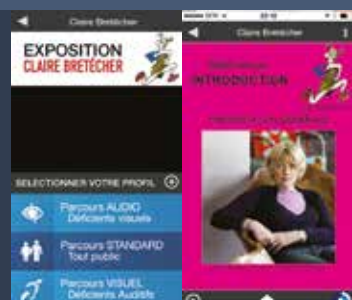 Claire Bretécher
EXPOSITION
CLAIRE BRETÉCHER
SELECTIONNER VOTRE PROFIL
Parcours AUDIO
Déficients visuels
Parcours STANDARD
Tout public
Parcours VISUEL
Déficients Auditifs
Claire Bretécher
INTRODUCTION